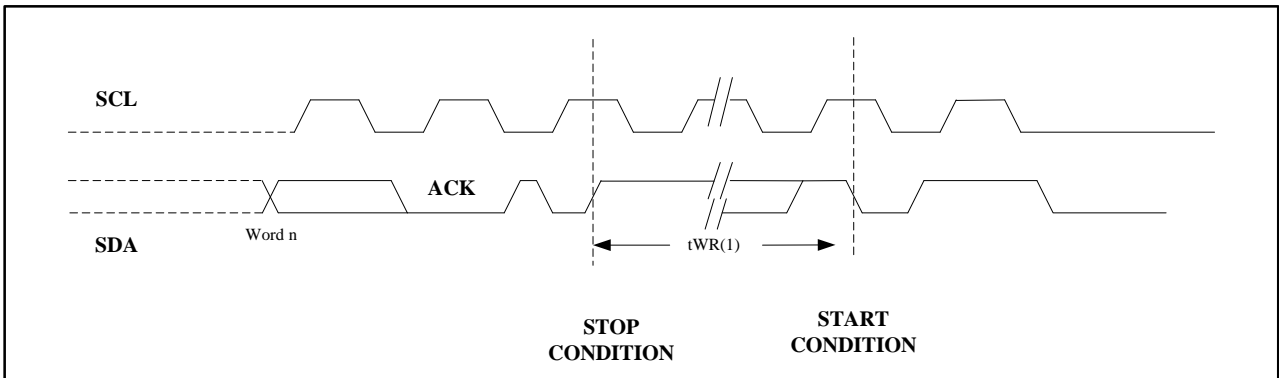 SCL
ACK
Word n
SDA
tWR(1)
STOP
CONDITION
START
CONDITION